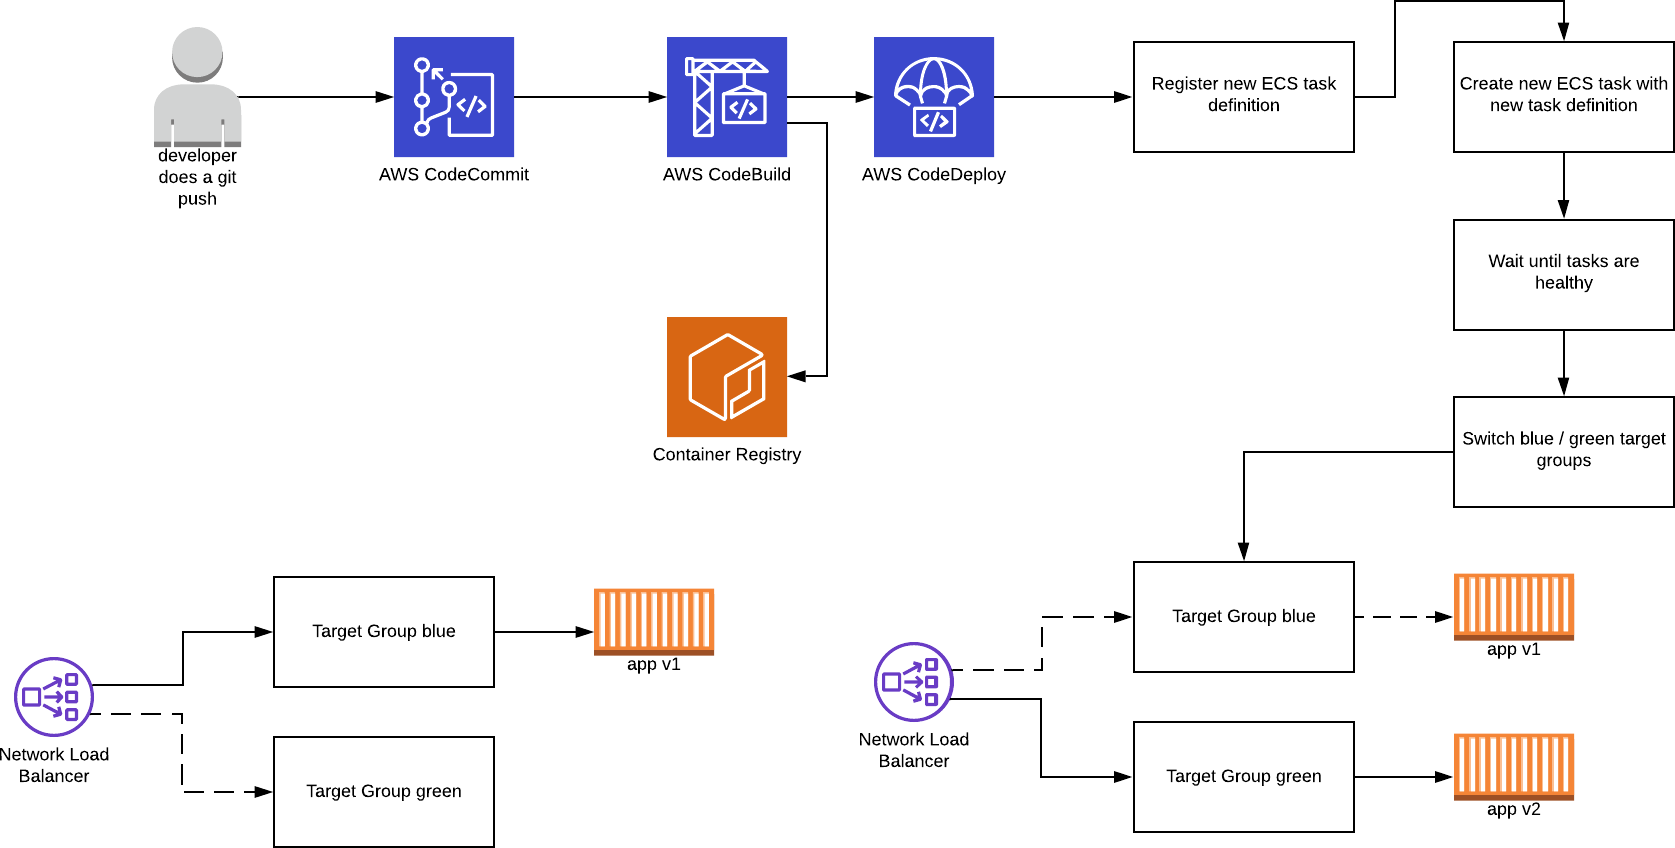 developer
does a git
push
AWS CodeCommit
AWS CodeBuild
AWS CodeDeploy
Register new ECS task
definition
Create new ECS task with
new task definition
Wait until tasks are
healthy
Container Registry
Switch blue / green target
groups
Network Load
Balancer
Target Group blue
app v1
Target Group green
Network Load
Balancer
Target Group blue
app v1
Target Group green
app v2